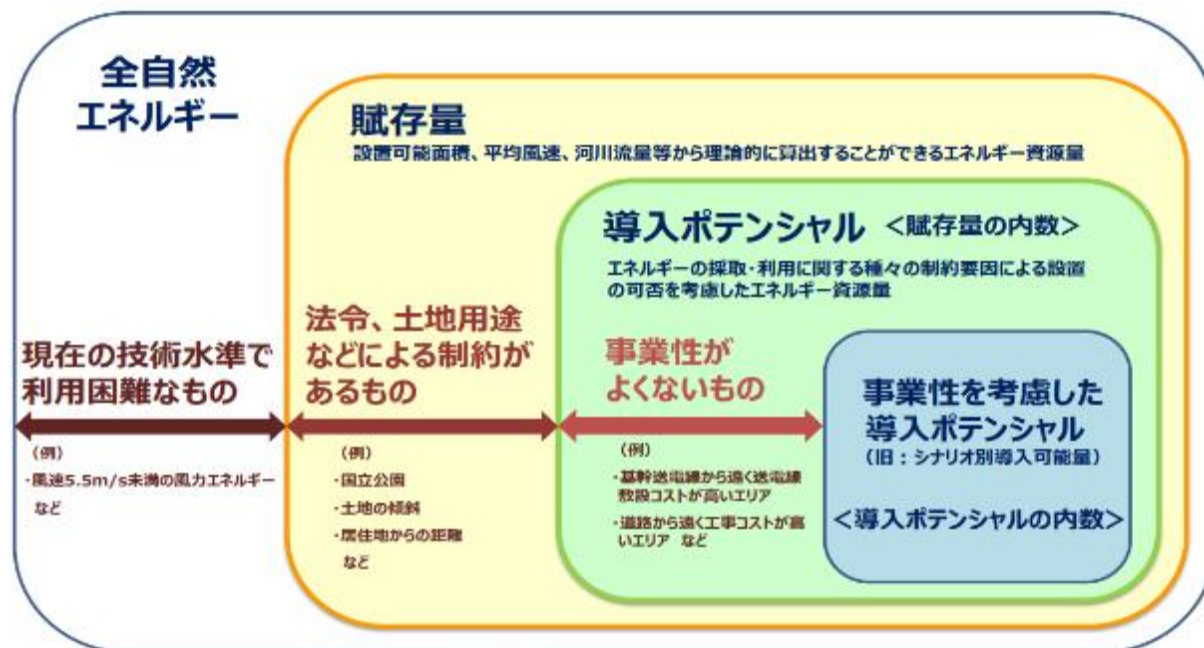 全自然
エネルギー
賦存量
設置可能面積、平均風速、河川流量等から理論的に算出することができるエネルギー資源量
導入ポテンシャル <賦存量の内数>
エネルギーの採取・利用に関する種々の制約要因による設置
の可否を考慮したエネルギー資源量
現在の技術水準で
利用困難なもの
(例)
・風速5.5m/s未満の風力エネルギー
など
法令、土地用途
などによる制約が
あるもの
(例)
・国立公園
・土地の傾斜
・居住地からの距離
など
事業性が
よくないもの
(例)
・基幹送電線から遠く送電線
敷設コストが高いエリア
・道路から遠く工事コストが高
いエリア など
事業性を考慮した
導入ポテンシャル
(旧:シナリオ別導入可能量)
<導入ポテンシャルの内数>